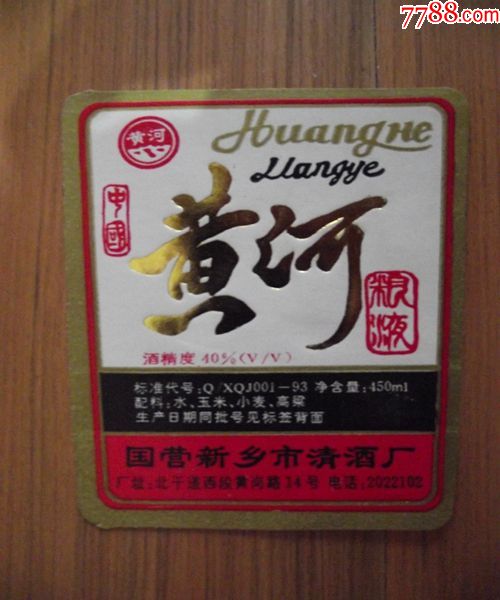 7788.com
黄河
HuangHe
Liangye
中國
黄河
粮液
酒精度 40%(V/V)
标准代号:Q/XQJ001-93 净含量:450ml
配料:水、玉米、小麦、高梁
生产日期同批号见标签背面
国营新乡市清酒厂
厂址:北干道西段黄岗路14号 电话:2022102